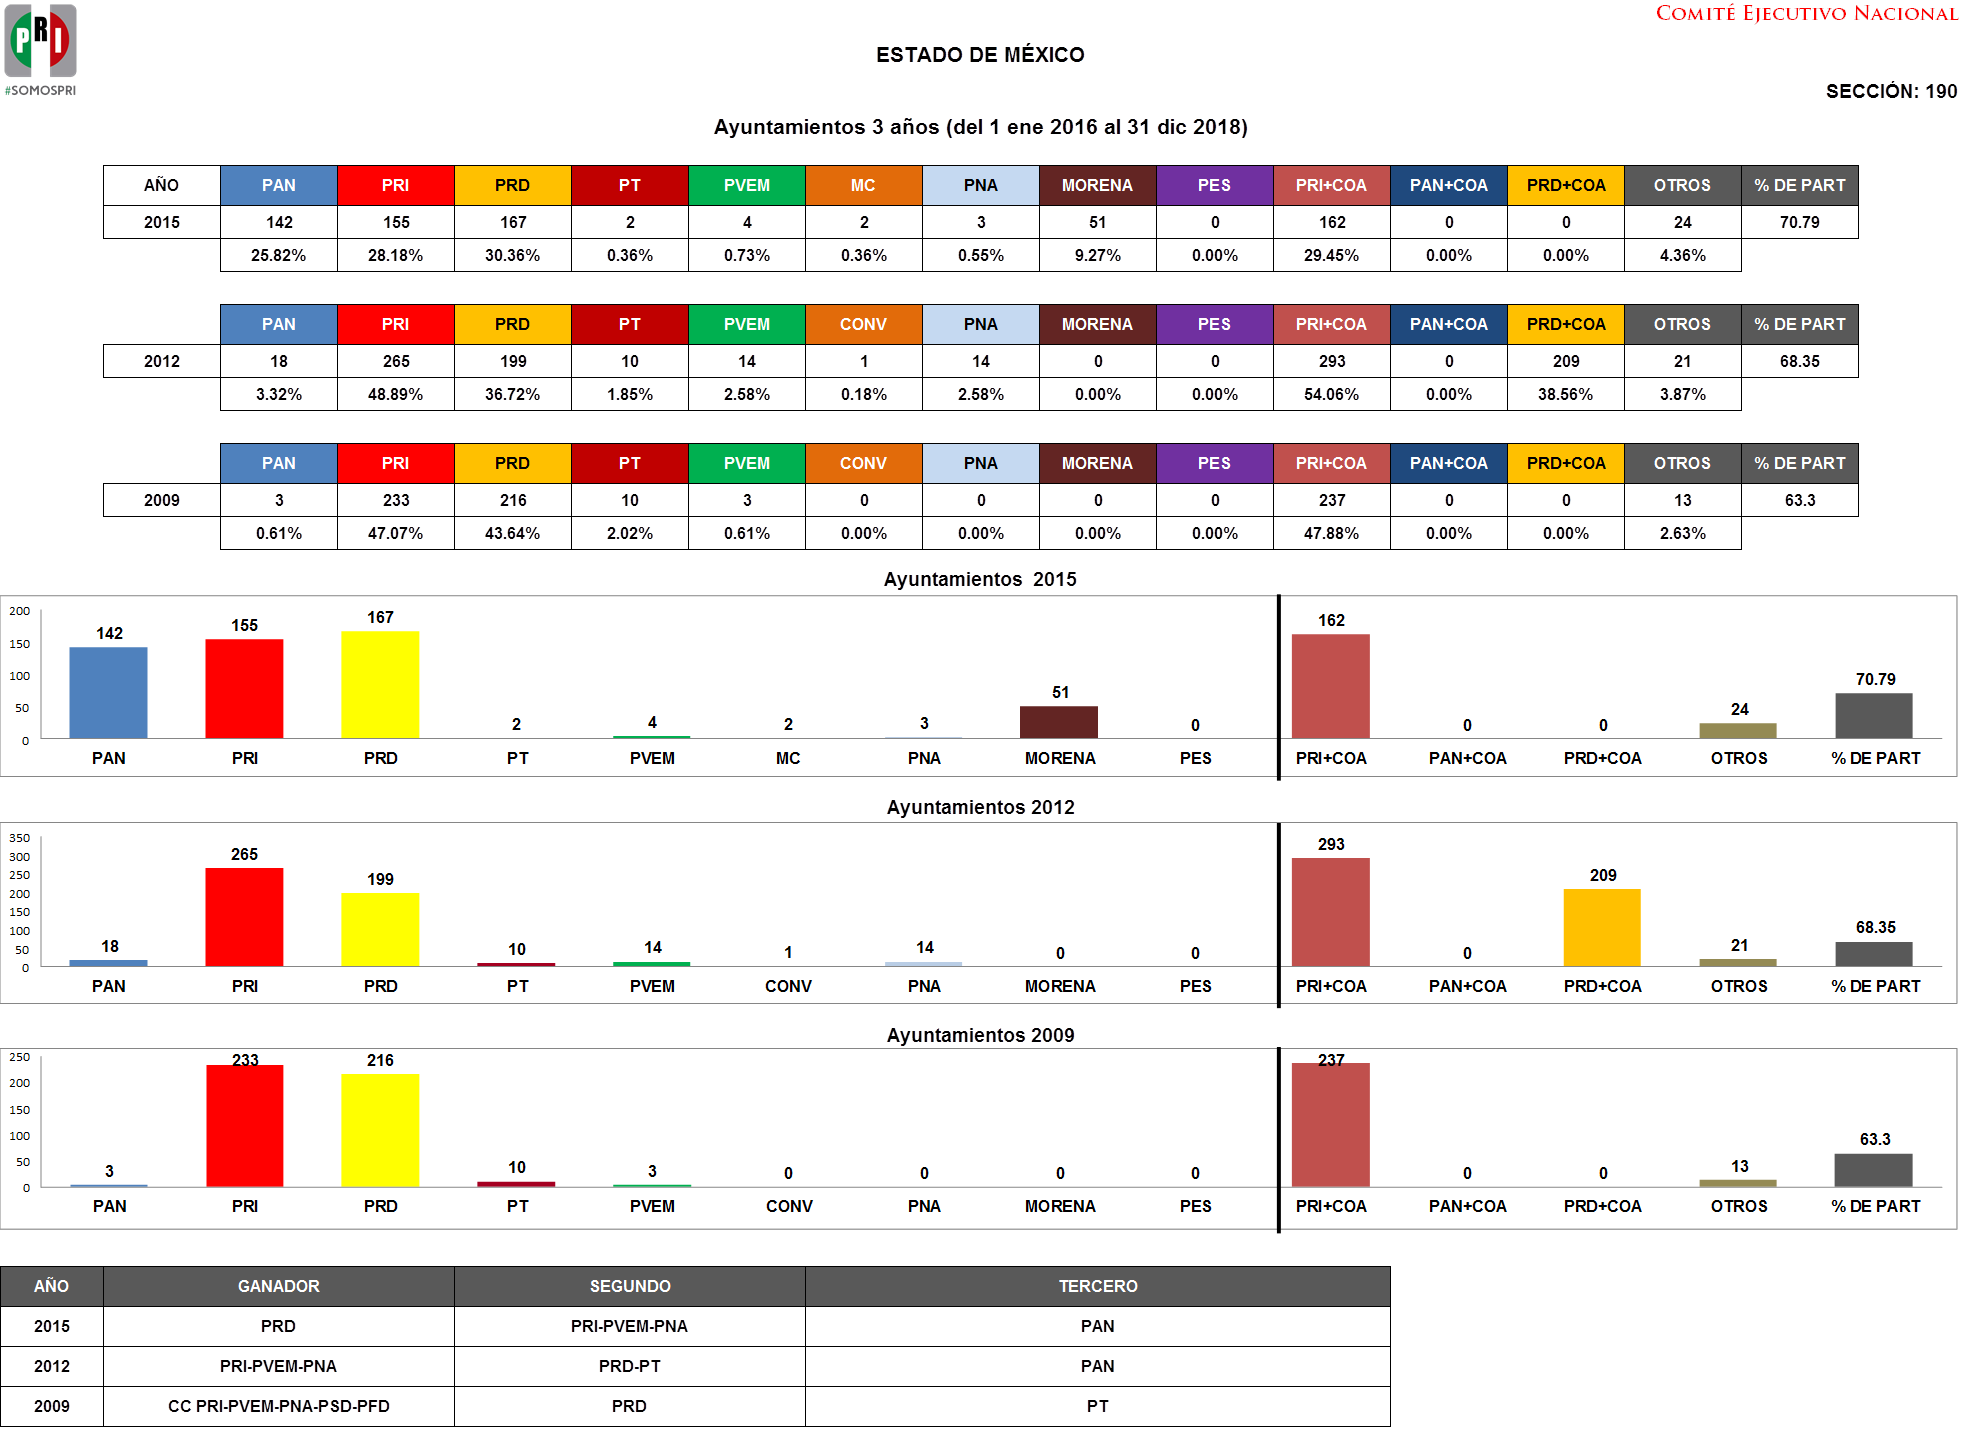 PRI
#SOMOSPRI
COMITÉ EJECUTIVO NACIONAL
ESTADO DE MÉXICO
SECCIÓN: 190
Ayuntamientos 3 años (del 1 ene 2016 al 31 dic 2018)
AÑO PAN PRI PRD PT PVEM MC PNA MORENA PES PRI+COA PAN+COA PRD+COA OTROS % DE PART
2015 142 155 167 2 4 2 3 51 0 162 0 0 24 70.79
25.82% 28.18% 30.36% 0.36% 0.73% 0.36% 0.55% 9.27% 0.00% 29.45% 0.00% 0.00% 4.36%
PAN PRI PRD PT PVEM CONV PNA MORENA PES PRI+COA PAN+COA PRD+COA OTROS % DE PART
2012 18 265 199 10 14 1 14 0 0 293 0 209 21 68.35
3.32% 48.89% 36.72% 1.85% 2.58% 0.18% 2.58% 0.00% 0.00% 54.06% 0.00% 38.56% 3.87%
PAN PRI PRD PT PVEM CONV PNA MORENA PES PRI+COA PAN+COA PRD+COA OTROS % DE PART
2009 3 233 216 10 3 0 0 0 0 237 0 0 13 63.3
0.61% 47.07% 43.64% 2.02% 0.61% 0.00% 0.00% 0.00% 0.00% 47.88% 0.00% 0.00% 2.63%
Ayuntamientos 2015
200
150
100
50
0
142 155 167 2 4 2 3 51 0 162 0 0 24 70.79
PAN PRI PRD PT PVEM MC PNA MORENA PES PRI+COA PAN+COA PRD+COA OTROS % DE PART
Ayuntamientos 2012
350
300
250
200
150
100
50
0
18 265 199 10 14 1 14 0 0 293 0 209 21 68.35
PAN PRI PRD PT PVEM CONV PNA MORENA PES PRI+COA PAN+COA PRD+COA OTROS % DE PART
Ayuntamientos 2009
250
200
150
100
50
0
3 233 216 10 3 0 0 0 0 237 0 0 13 63.3
PAN PRI PRD PT PVEM CONV PNA MORENA PES PRI+COA PAN+COA PRD+COA OTROS % DE PART
AÑO GANADOR SEGUNDO TERCERO
2015 PRD PRI-PVEM-PNA PAN
2012 PRI-PVEM-PNA PRD-PT PAN
2009 CC PRI-PVEM-PNA-PSD-PFD PRD PT